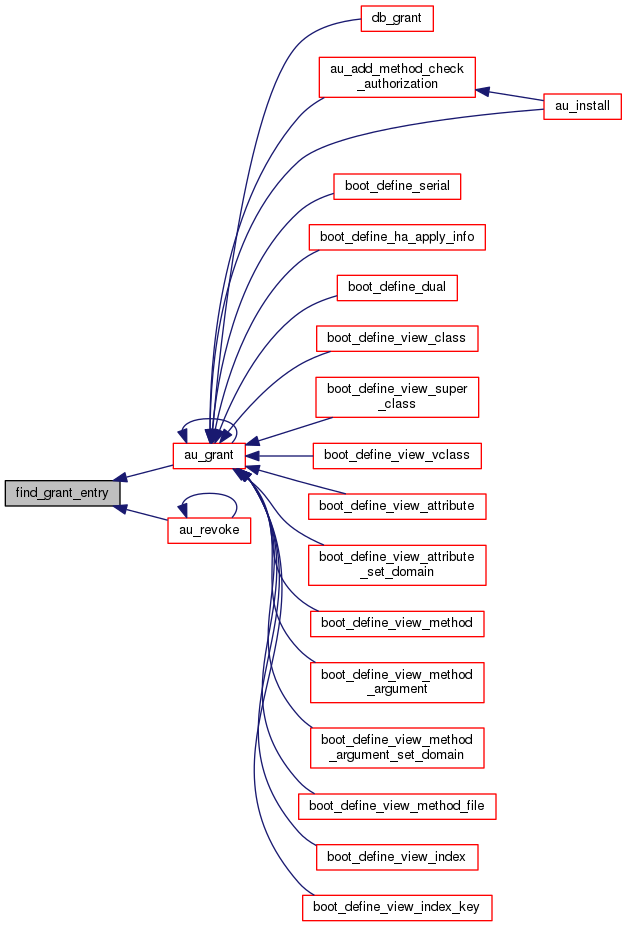 db_grant
au_add_method_check
_authorization
au_install
boot_define_serial
boot_define_ha_apply_info
boot_define_dual
boot_define_view_class
boot_define_view_super
_class
au_grant
boot_define_view_vclass
find_grant_entry
boot_define_view_attribute
au_revoke
boot_define_view_attribute
_set_domain
boot_define_view_method
boot_define_view_method
_argument
boot_define_view_method
_argument_set_domain
boot_define_view_method_file
boot_define_view_index
boot_define_view_index_key